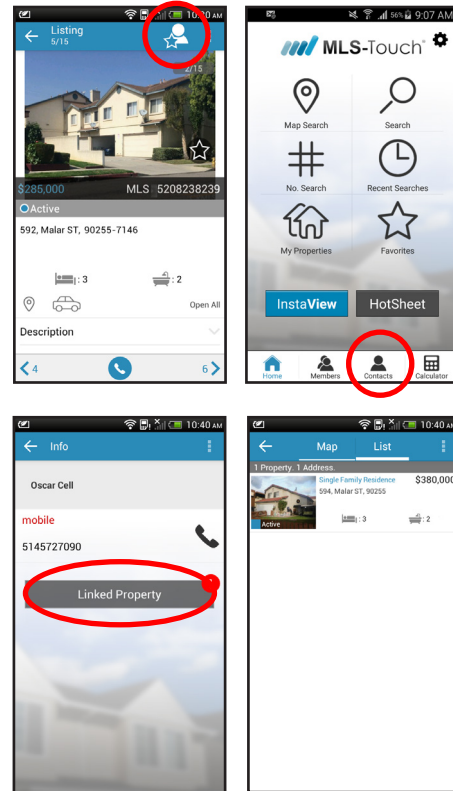 Listing
5/15
2/15
$285,000 MLS 5208238239
Active
592, Malar ST, 90255-7146
: 3 : 2
Open All
Description
4 6
56% 9:07 AM
MLS-Touch
Map Search Search
No. Search Recent Searches
My Properties Favorites
InstaView HotSheet
Home Members Contacts Calculator
10:40 AM
Info
Oscar Cell
mobile
5145727090
Linked Property
10:40 AM
Map List
1 Property. 1 Address.
Single Family Residence $380,000
594, Malar ST, 90255
Active : 3 : 2